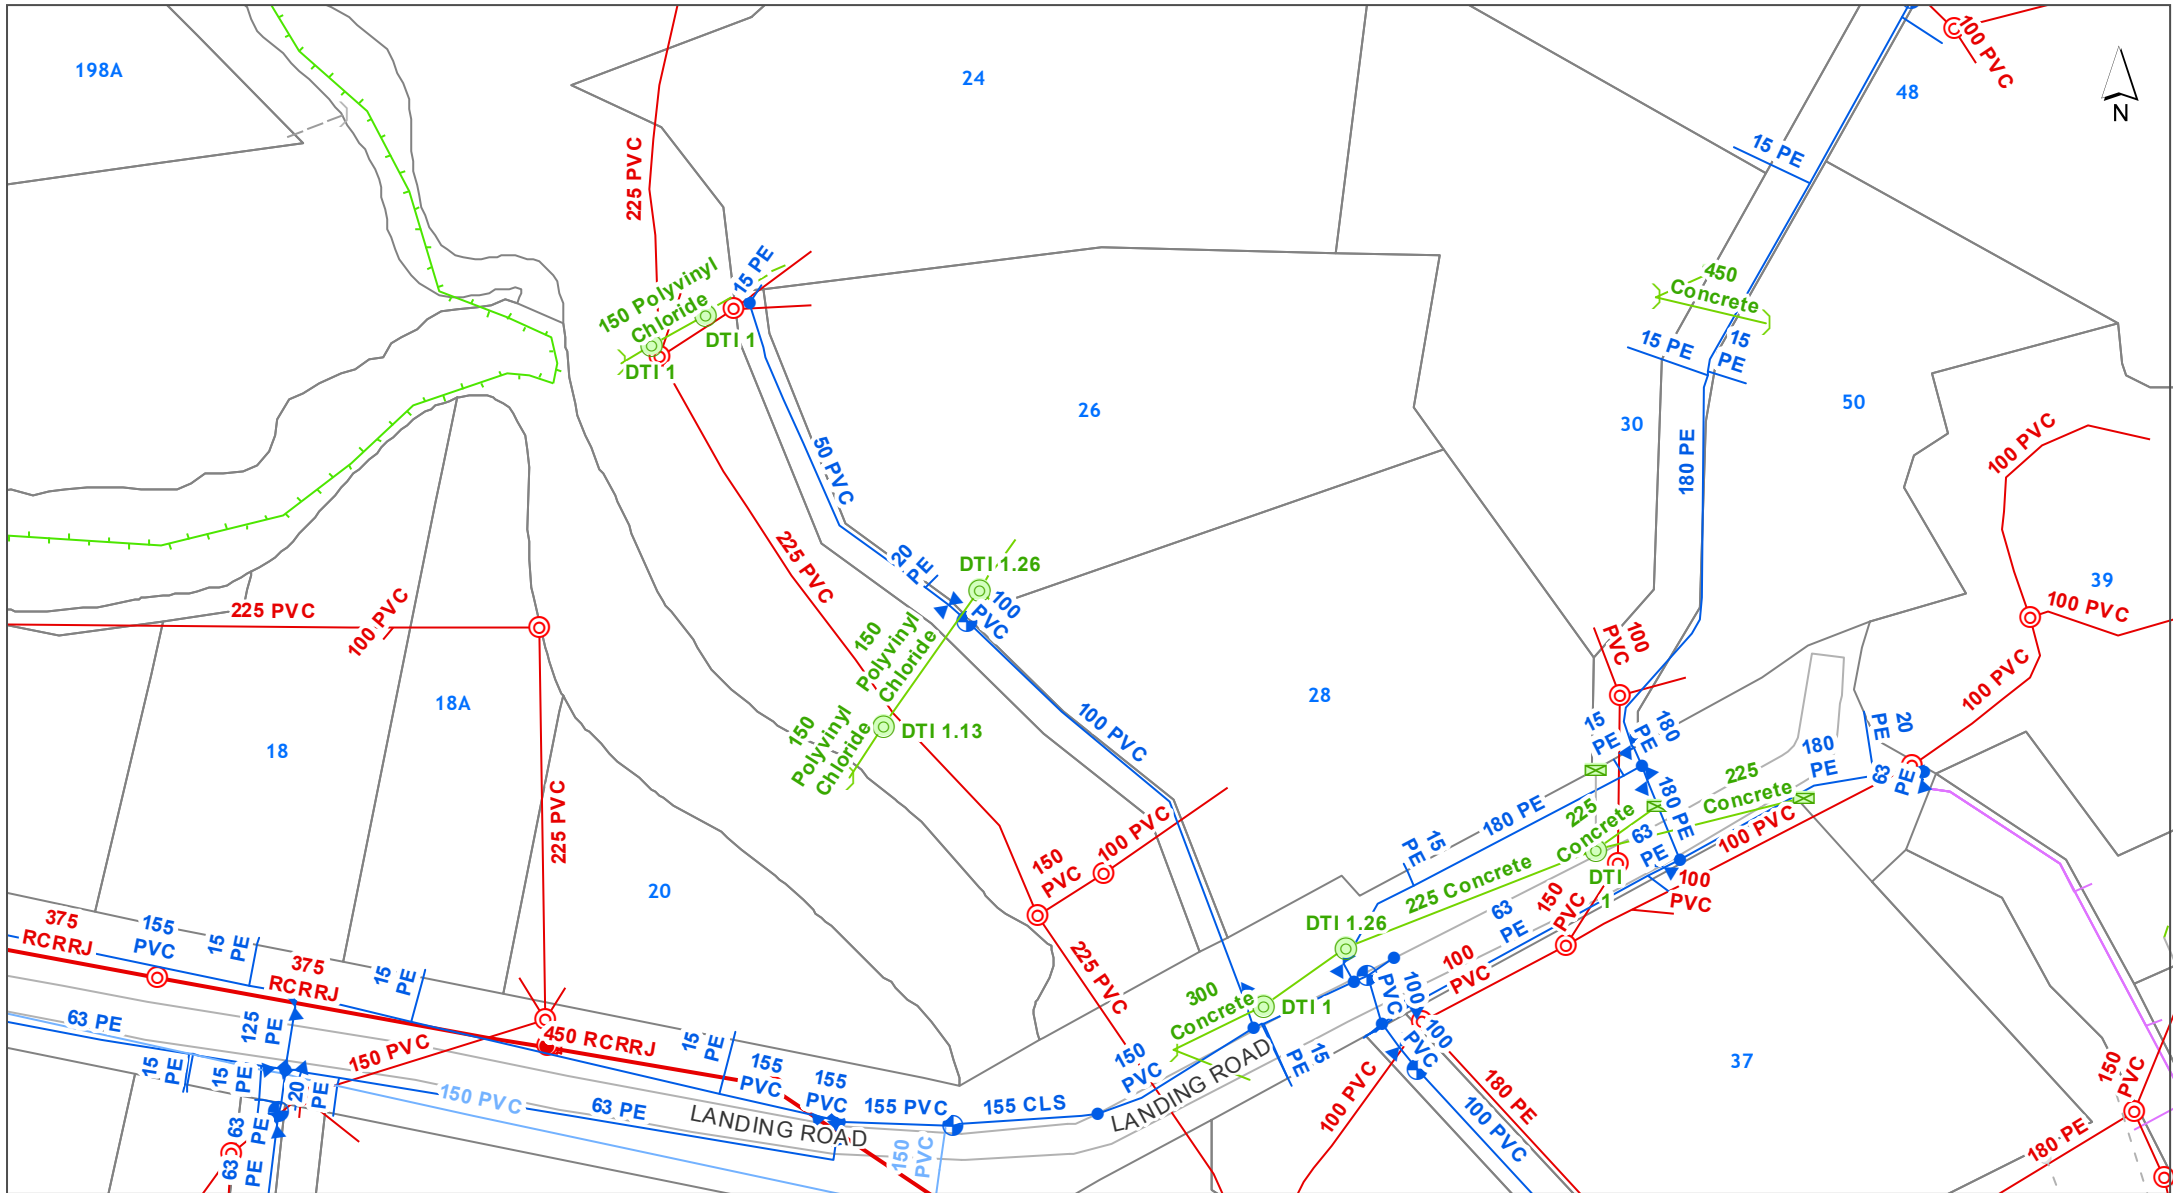 198A
24
48
100 PVC
N
15 PE
225 PVC
150 Polyvinyl
Chloride
15 PE
DTI 1
DTI 1
450
Concrete
15 PE
15
PE
26
30
50
50 PVC
180 PE
100 PVC
225 PVC
20
PE
DTI 1.26
100
PVC
39
100 PVC
225 PVC
100 PVC
150
Polyvinyl
Chloride
100
PVC
100 PVC
18A
28
18
150
Polyvinyl
Chloride
DTI 1.13
100 PVC
15
PE
180
PE
20
PE
180
PE
63
PE
225
Concrete
180 PE
225 PVC
225
Concrete
180 PE
63
PE
100 PVC
15
PE
150
PVC
100 PVC
20
225 Concrete
DTI
1
100
PVC
150
PVC
63
PE
DTI 1.26
375
RCRRJ
155
PVC
15
PE
375
RCRRJ
15
PE
225 PVC
100
PVC
100
PVC
300
Concrete
DTI 1
63 PE
125
PE
150 PVC
450 RCRRJ
15
PE
155
PVC
155
PVC
15
PE
15
PE
20
PE
150 PVC
63 PE
LANDING ROAD
155 PVC
155 CLS
150
PVC
LANDING ROAD
15
PE
100
PVC
100 PVC
180 PE
100 PVC
37
150
PVC
180 PE
150
PVC
63
PE
63
PE